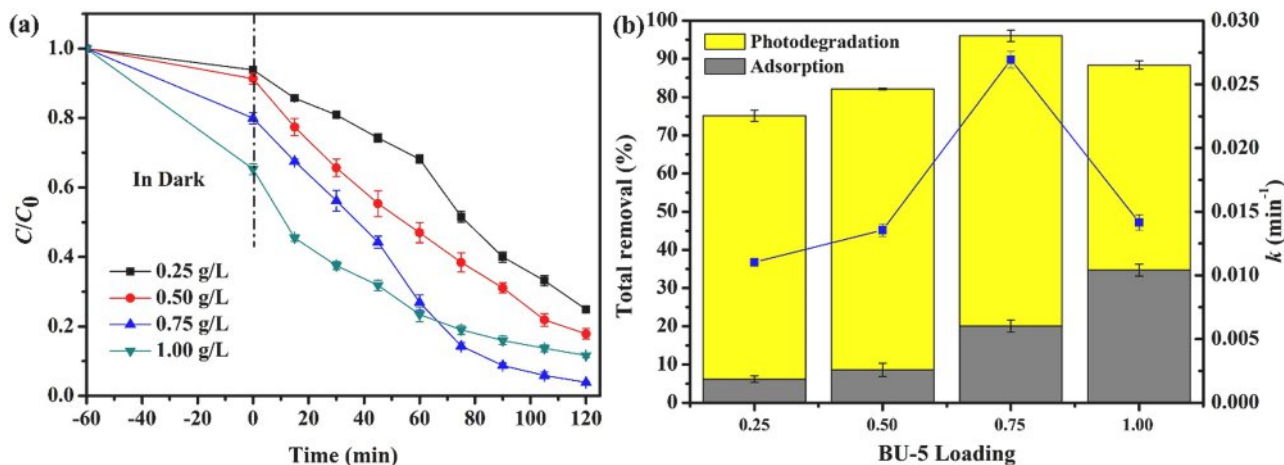 (a)
C/C0
1.0
0.8
0.6
0.4
0.2
0.0
In Dark
0.25 g/L
0.50 g/L
0.75 g/L
1.00 g/L
-60 -40 -20 0 20 40 60 80 100 120
Time (min)
(b)
Total removal (%)
100
90
80
70
60
50
40
30
20
10
0
Photodegradation
Adsorption
0.030
0.025
0.020
0.015
0.010
0.005
0.000
k (min⁻¹)
0.25 0.50 0.75 1.00
BU-5 Loading